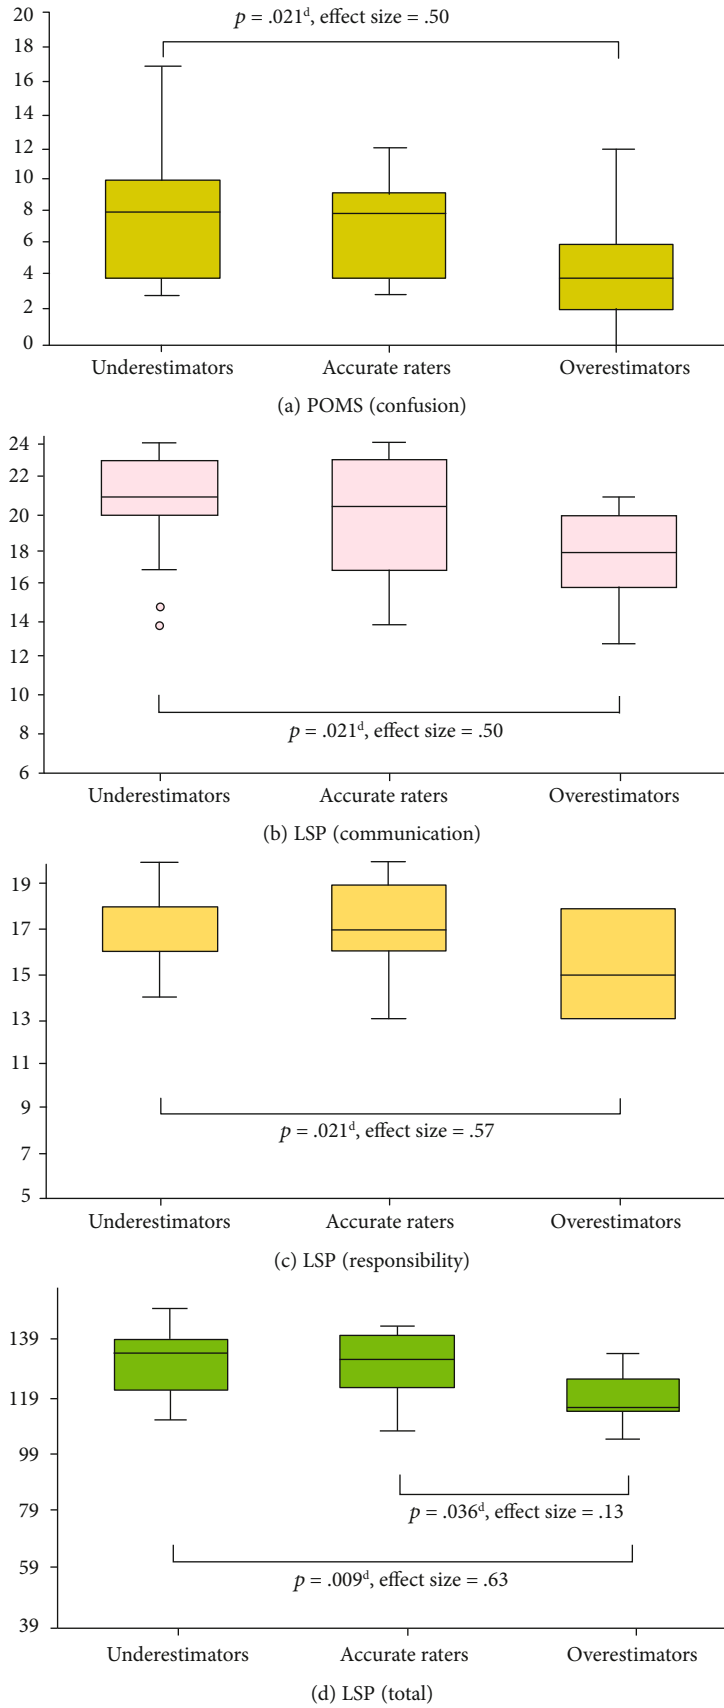 p = .021ᵈ, effect size = .50
20
18
16
14
12
10
8
6
4
2
0
Underestimators Accurate raters Overestimators
(a) POMS (confusion)
24
22
20
18
16
14
12
10
8
6
p = .021ᵈ, effect size = .50
Underestimators Accurate raters Overestimators
(b) LSP (communication)
19
17
15
13
11
9
7
5
p = .021ᵈ, effect size = .57
Underestimators Accurate raters Overestimators
(c) LSP (responsibility)
139
119
99
79
59
39
p = .036ᵈ, effect size = .13
p = .009ᵈ, effect size = .63
Underestimators Accurate raters Overestimators
(d) LSP (total)